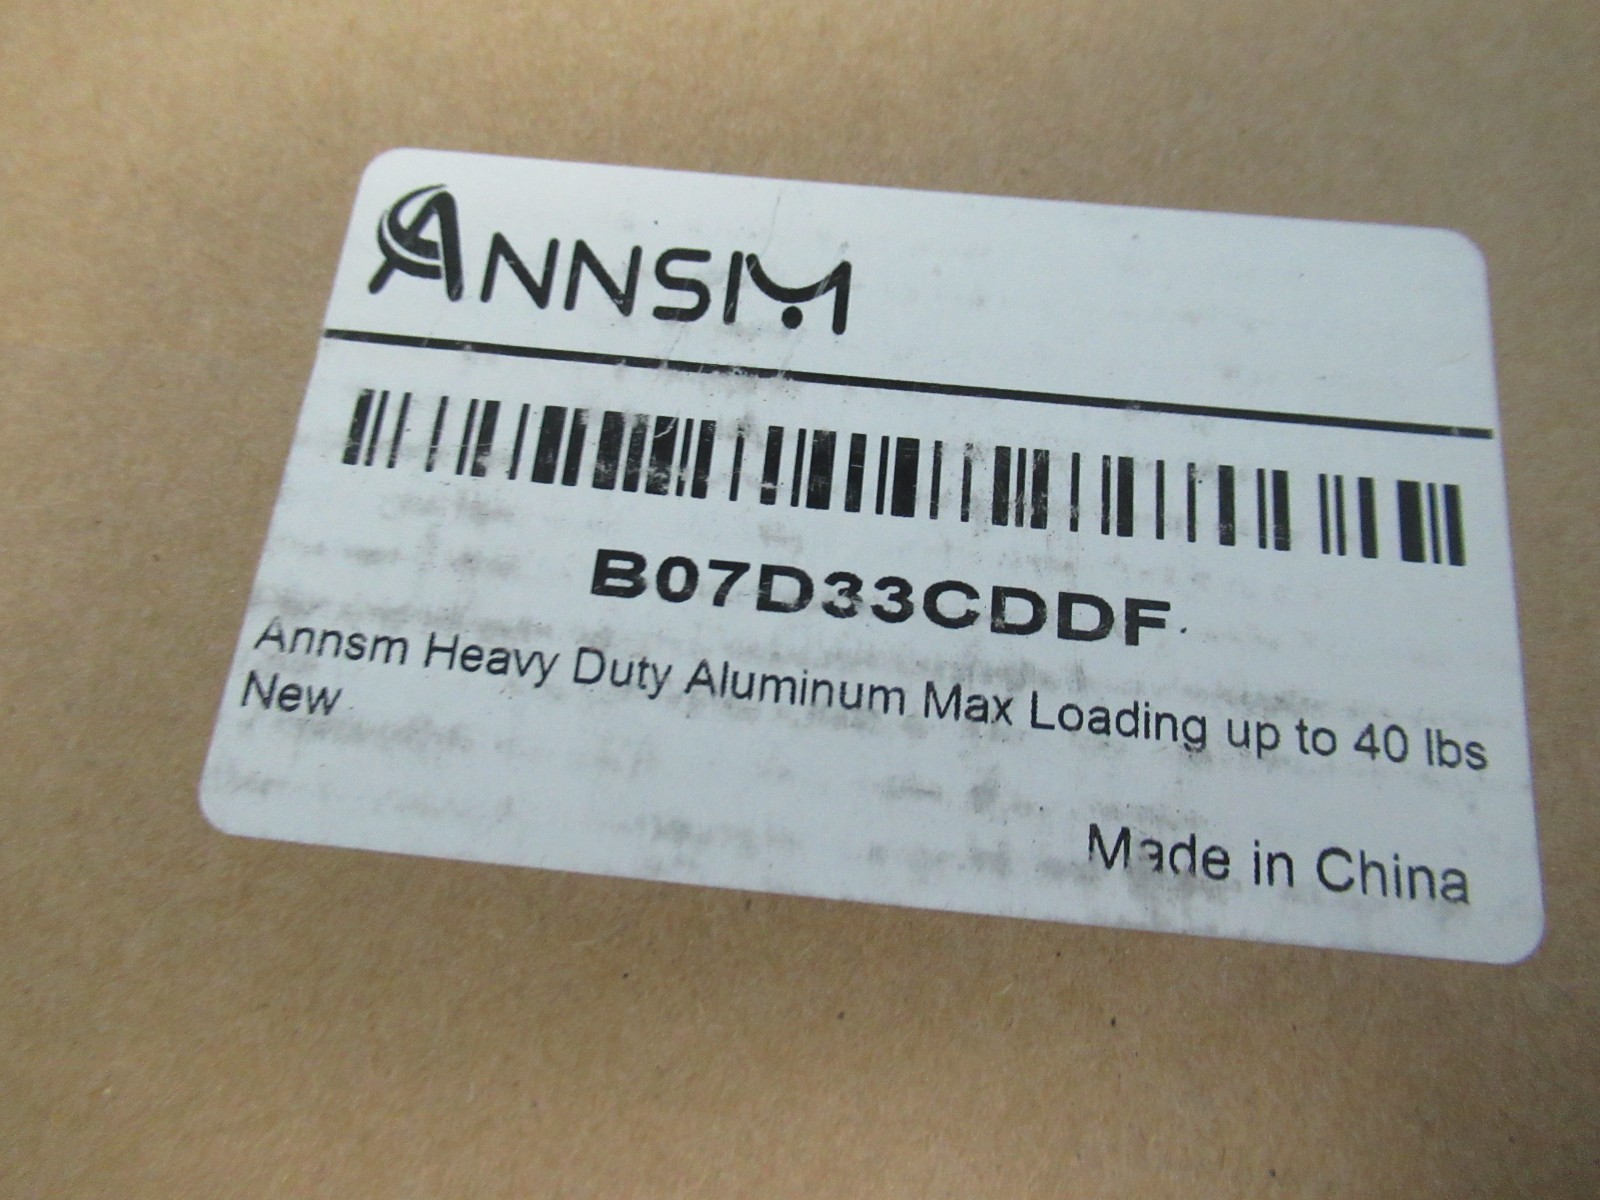 ANNSM
B07D33CDDF
Annsm Heavy Duty Aluminum Max Loading up to 40 lbs
New
Made in China